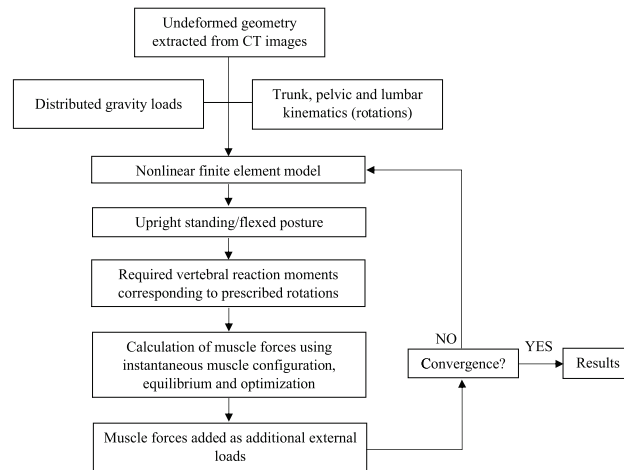 Undeformed geometry
extracted from CT images
Distributed gravity loads
Trunk, pelvic and lumbar
kinematics (rotations)
Nonlinear finite element model
Upright standing/flexed posture
Required vertebral reaction moments
corresponding to prescribed rotations
Calculation of muscle forces using
instantaneous muscle configuration,
equilibrium and optimization
Muscle forces added as additional external
loads
NO
Convergence?
YES
Results